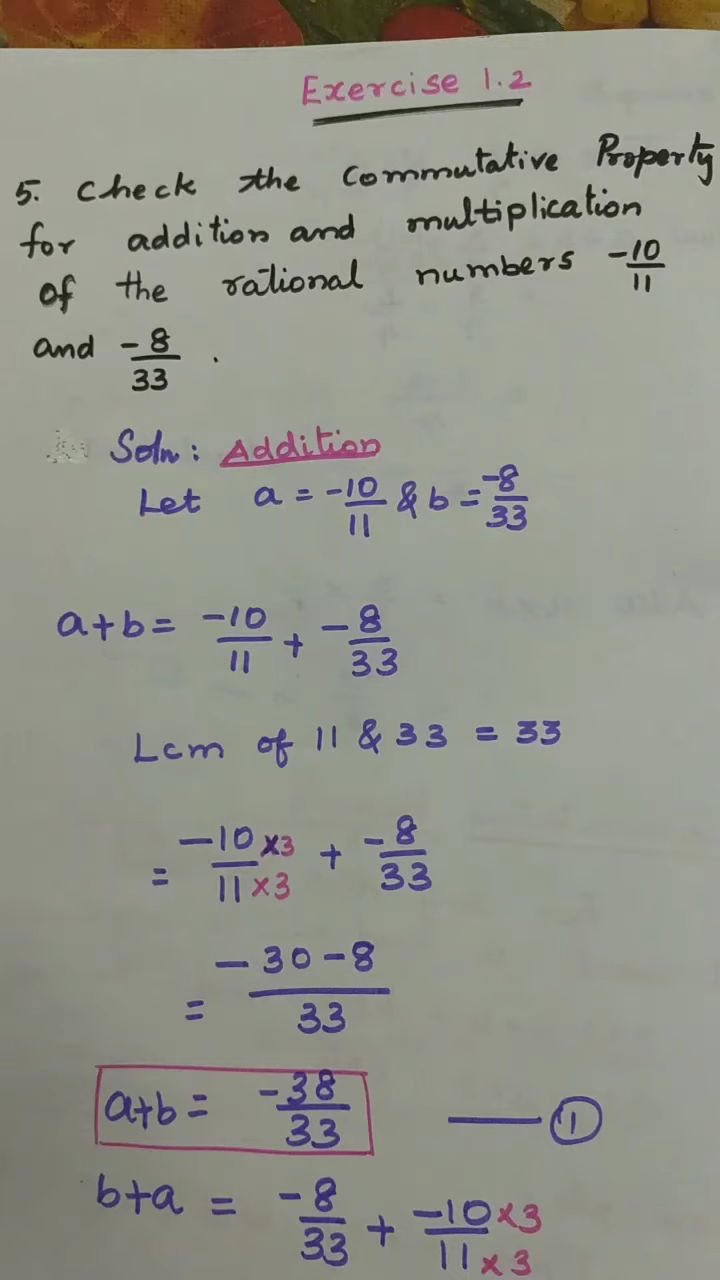 Exercise 1.2
5. check the Commutative Property
for addition and multiplication
of the rational numbers -10/11
and -8/33 .
Soln: Addition
Let a = -10/11 & b = -8/33
a+b = -10/11 + -8/33
Lcm of 11 & 33 = 33
= -10×3/11×3 + -8/33
= -30-8/33
a+b = -38/33 —— ①
b+a = -8/33 + -10×3/11×3